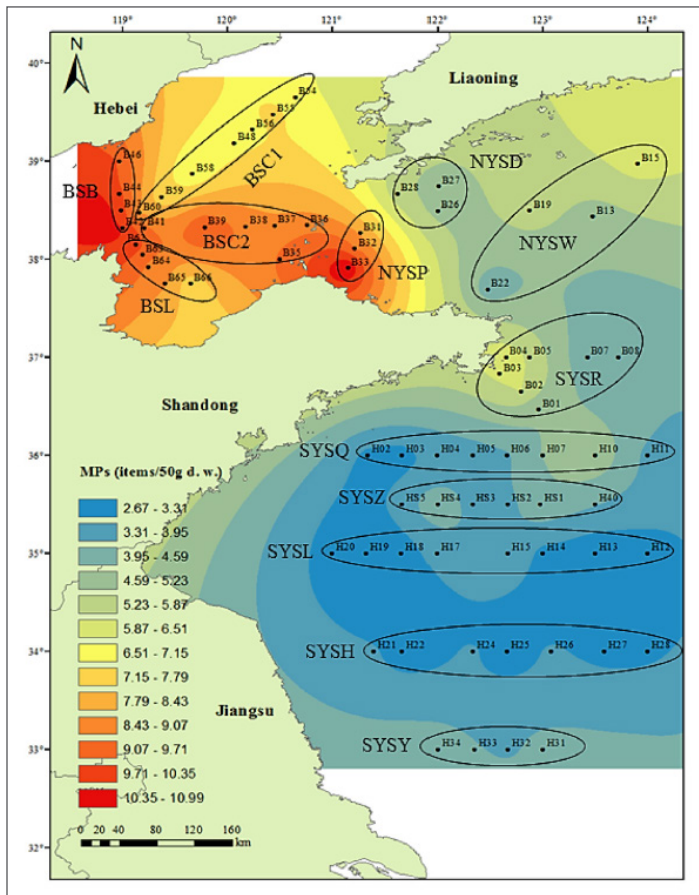 119° 120° 121° 122° 123° 124°
N
40°
Liaoning
Hebei
B54
B55
B56
B48
39°
B46
B58
BSC1
NYSD
B15
BSB
B44
B59
B28
B27
B26
B19
B13
B43
B60
B42
B41
B39
B38
B37
B36
B31
NYSW
BSC2
B32
B63
B64
B35
B33
NYSP
38°
BSL
B65
B66
B22
37°
B04
B05
B07
B08
B03
SYSR
B02
B01
Shandong
36°
SYSQ
H02
H03
H04
H05
H06
H07
H10
H11
MPs (items/50g d. w.)
SYSZ
HS5
HS4
HS3
HS2
HS1
H40
2.67 - 3.31
3.31 - 3.95
35°
SYSL
H20
H19
H18
H17
H15
H14
H13
H12
3.95 - 4.59
4.59 - 5.23
5.23 - 5.87
5.87 - 6.51
6.51 - 7.15
34°
SYSH
H21
H22
H24
H25
H26
H27
H28
7.15 - 7.79
7.79 - 8.43
Jiangsu
8.43 - 9.07
9.07 - 9.71
33°
SYSY
H34
H33
H32
H31
9.71 - 10.35
10.35 - 10.99
0 20 40 80 120 160
km
32°